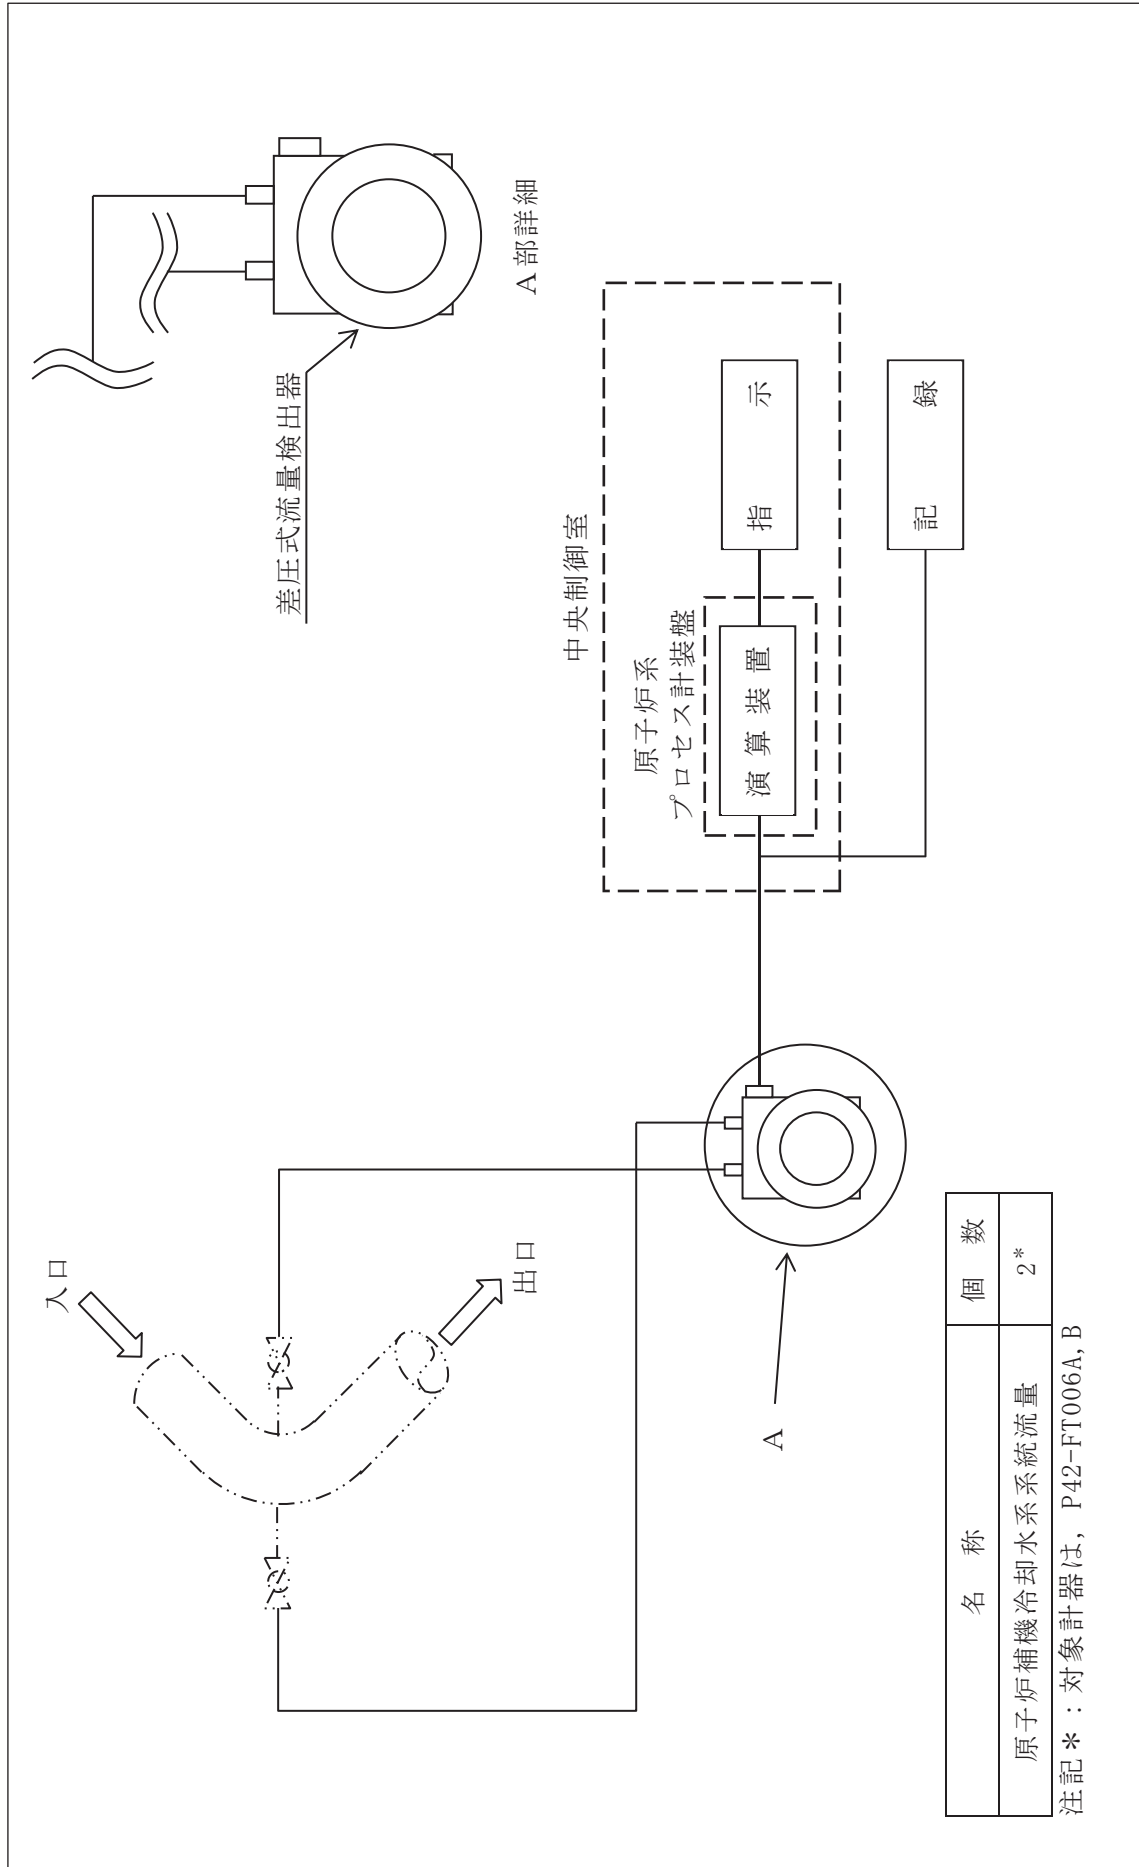 入口
出口
A
差圧式流量検出器
A部詳細
中央制御室
原子炉系
プロセス計装盤
演算装置
指示
記録
名称 個数
原子炉補機冷却水系系統流量 2*
注記*：対象計器は，P42-FT006A,B